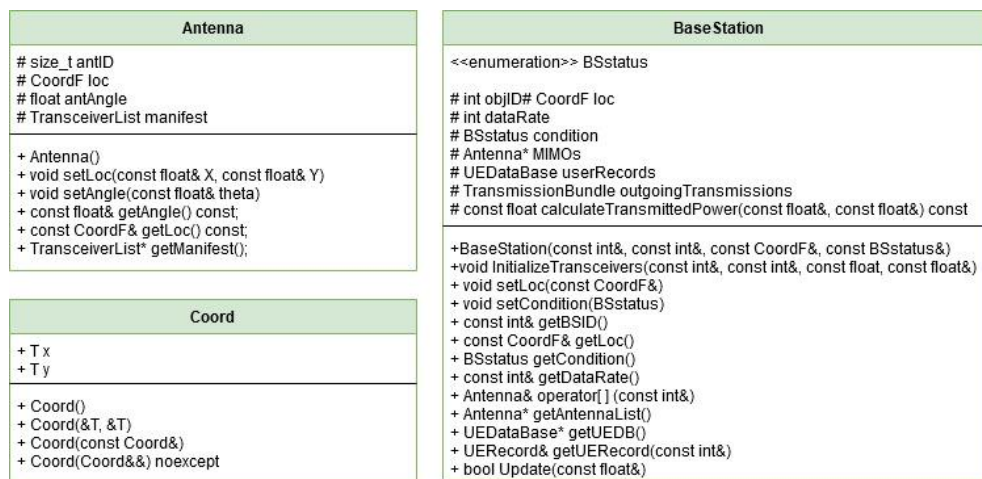 Antenna
# size_t antID
# CoordF loc
# float antAngle
# TransceiverList manifest
+ Antenna()
+ void setLoc(const float& X, const float& Y)
+ void setAngle(const float& theta)
+ const float& getAngle() const;
+ const CoordF& getLoc() const;
+ TransceiverList* getManifest();
Coord
+ T x
+ T y
+ Coord()
+ Coord(&T, &T)
+ Coord(const Coord&)
+ Coord(Coord&&) noexcept
BaseStation
<<enumeration>> BSstatus
# int objID# CoordF loc
# int dataRate
# BSstatus condition
# Antenna* MIMOs
# UEDataBase userRecords
# TransmissionBundle outgoingTransmissions
# const float calculateTransmittedPower(const float&, const float&) const
+BaseStation(const int&, const int&, const CoordF&, const BSstatus&)
+void InitializeTransceivers(const int&, const int&, const float, const float&)
+ void setLoc(const CoordF&)
+ void setCondition(BSstatus)
+ const int& getBSID()
+ const CoordF& getLoc()
+ BSstatus getCondition()
+ const int& getDataRate()
+ Antenna& operator[ ] (const int&)
+ Antenna* getAntennaList()
+ UEDataBase* getUEDB()
+ UERecord& getUERecord(const int&)
+ bool Update(const float&)